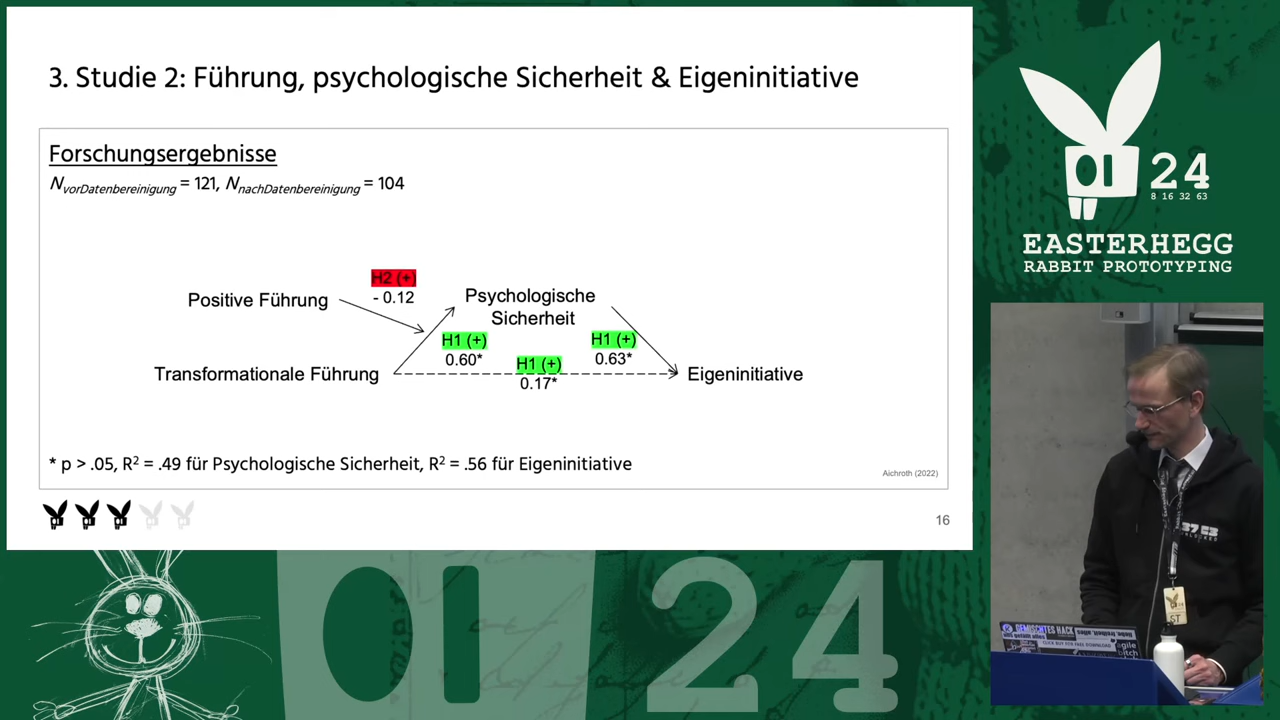 3. Studie 2: Führung, psychologische Sicherheit & Eigeninitiative
Forschungsergebnisse
NvorDatenbereinigung = 121, NnachDatenbereinigung = 104
H2 (+)
- 0.12
Positive Führung
Psychologische
Sicherheit
H1 (+)
0.60*
H1 (+)
0.63*
H1 (+)
0.17*
Transformationale Führung
Eigeninitiative
* p > .05, R² = .49 für Psychologische Sicherheit, R² = .56 für Eigeninitiative
Aichroth (2022)
16
24
8 16 32 63
EASTERHEGG
RABBIT PROTOTYPING
37C3
ST
24